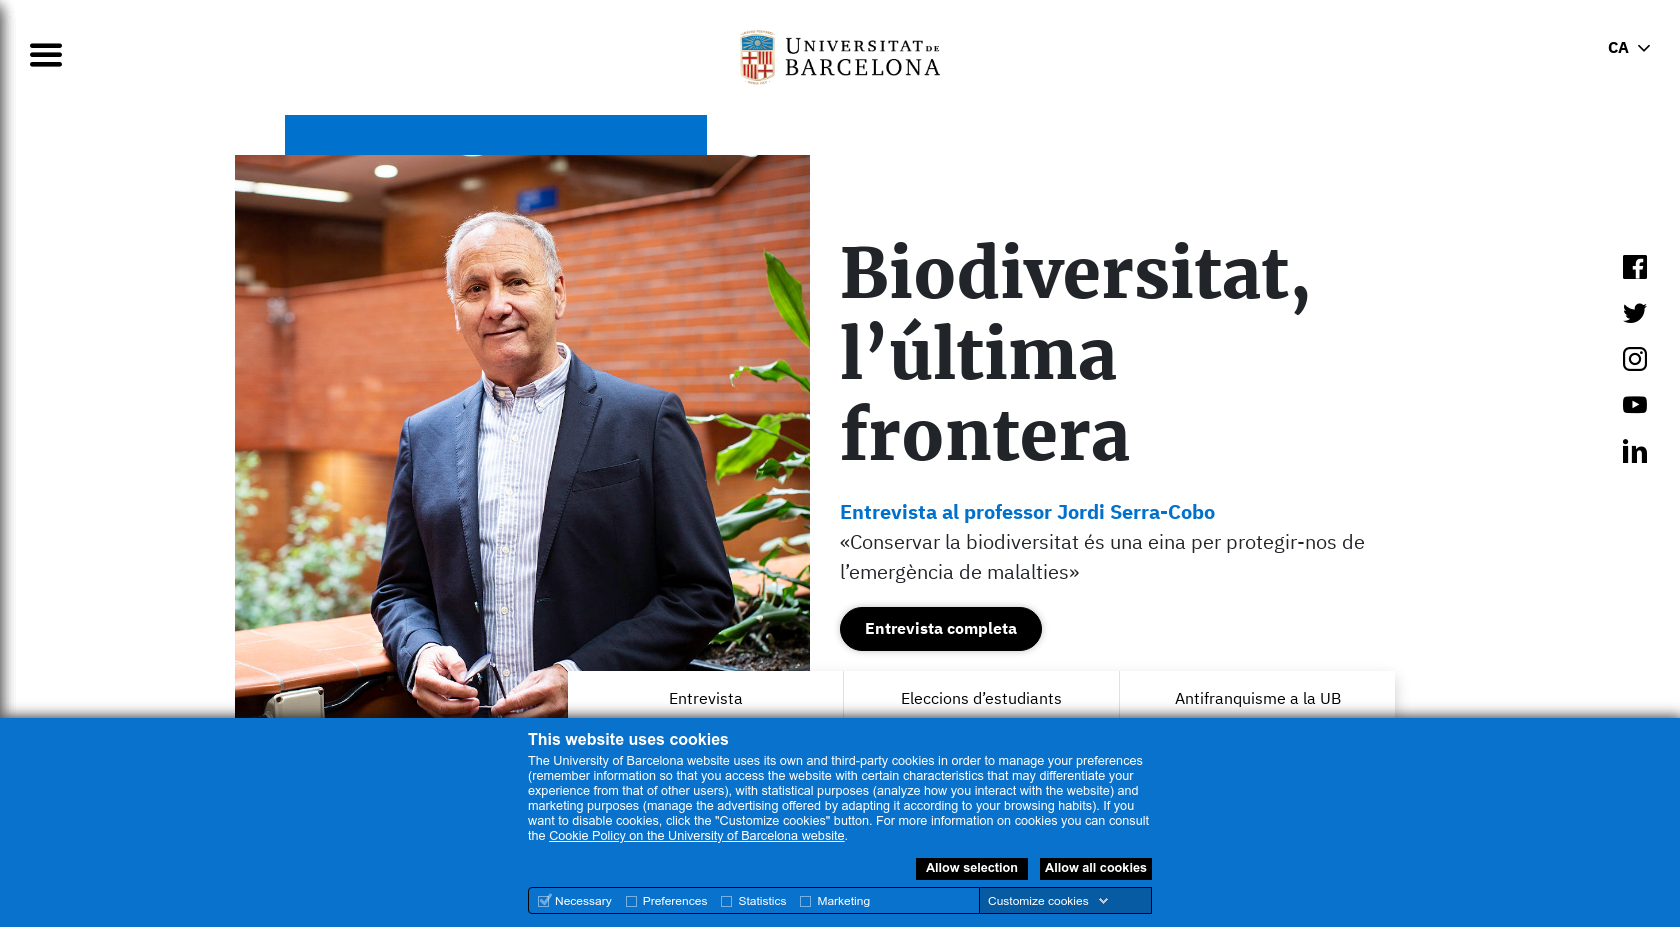 UNIVERSITAT DE
BARCELONA
CA
Biodiversitat,
l’última
frontera
Entrevista al professor Jordi Serra-Cobo
«Conservar la biodiversitat és una eina per protegir-nos de
l’emergència de malalties»
Entrevista completa
Entrevista
Eleccions d’estudiants
Antifranquisme a la UB
This website uses cookies
The University of Barcelona website uses its own and third-party cookies in order to manage your preferences
(remember information so that you access the website with certain characteristics that may differentiate your
experience from that of other users), with statistical purposes (analyze how you interact with the website) and
marketing purposes (manage the advertising offered by adapting it according to your browsing habits). If you
want to disable cookies, click the "Customize cookies" button. For more information on cookies you can consult
the Cookie Policy on the University of Barcelona website.
Allow selection
Allow all cookies
Necessary
Preferences
Statistics
Marketing
Customize cookies